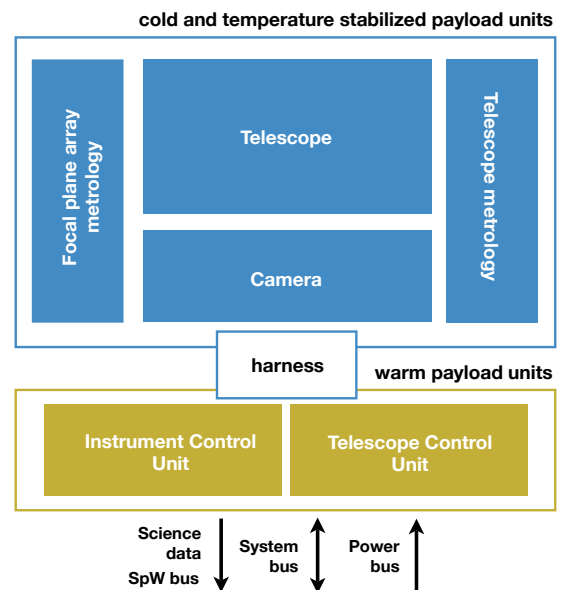 cold and temperature stabilized payload units
Focal plane array
metrology
Telescope
Telescope metrology
Camera
harness
warm payload units
Instrument Control
Unit
Telescope Control
Unit
Science
data
SpW bus
System
bus
Power
bus